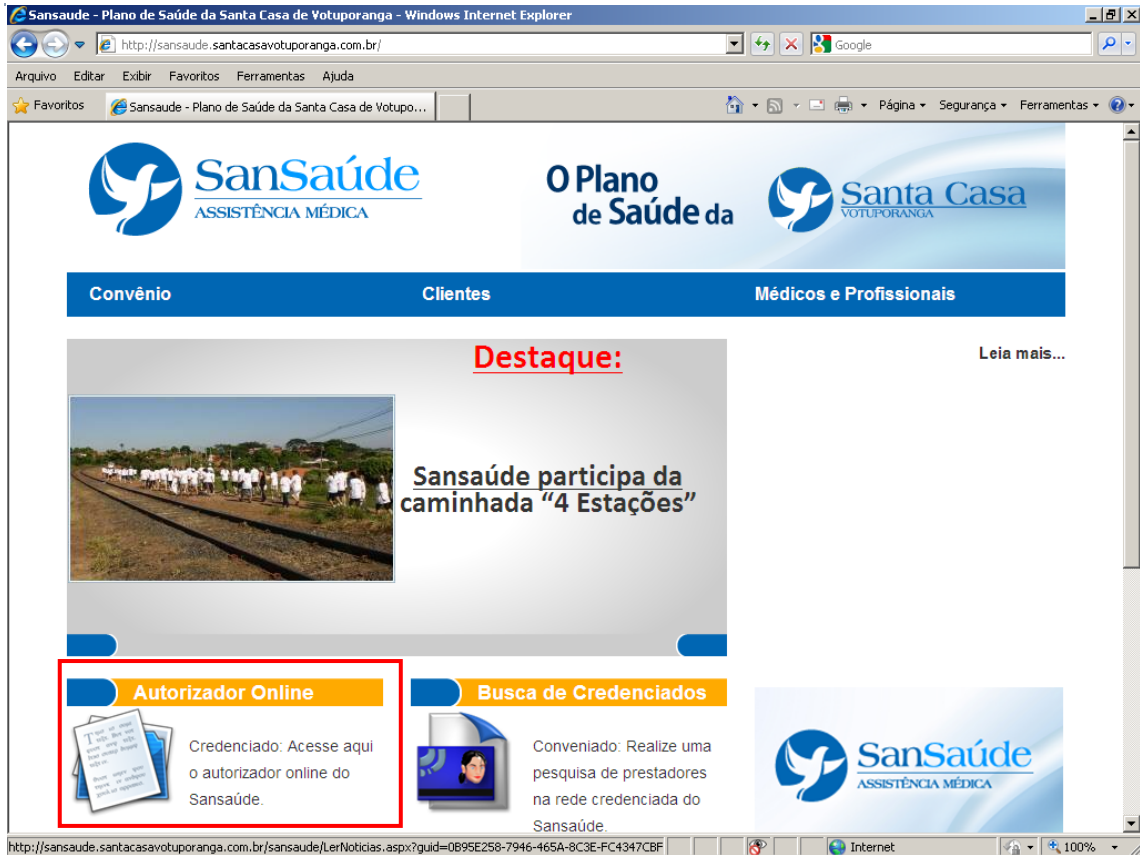 Sansaude - Plano de Saúde da Santa Casa de Votuporanga - Windows Internet Explorer
http://sansaude.santacasavotuporanga.com.br/
Google
Arquivo Editar Exibir Favoritos Ferramentas Ajuda
Favoritos
Sansaude - Plano de Saúde da Santa Casa de Votupo...
Página Segurança Ferramentas
SanSaúde
ASSISTÊNCIA MÉDICA
O Plano
de Saúde da
Santa Casa
VOTUPORANGA
Convênio Clientes Médicos e Profissionais
Destaque:
Leia mais...
Sansaúde participa da
caminhada “4 Estações”
Autorizador Online
Credenciado: Acesse aqui
o autorizador online do
Sansaúde.
Busca de Credenciados
Conveniado: Realize uma
pesquisa de prestadores
na rede credenciada do
Sansaúde.
SanSaúde
ASSISTÊNCIA MÉDICA
http://sansaude.santacasavotuporanga.com.br/sansaude/LerNoticias.aspx?guid=0B95E258-7946-465A-8C3E-FC4347CBF
Internet
100%